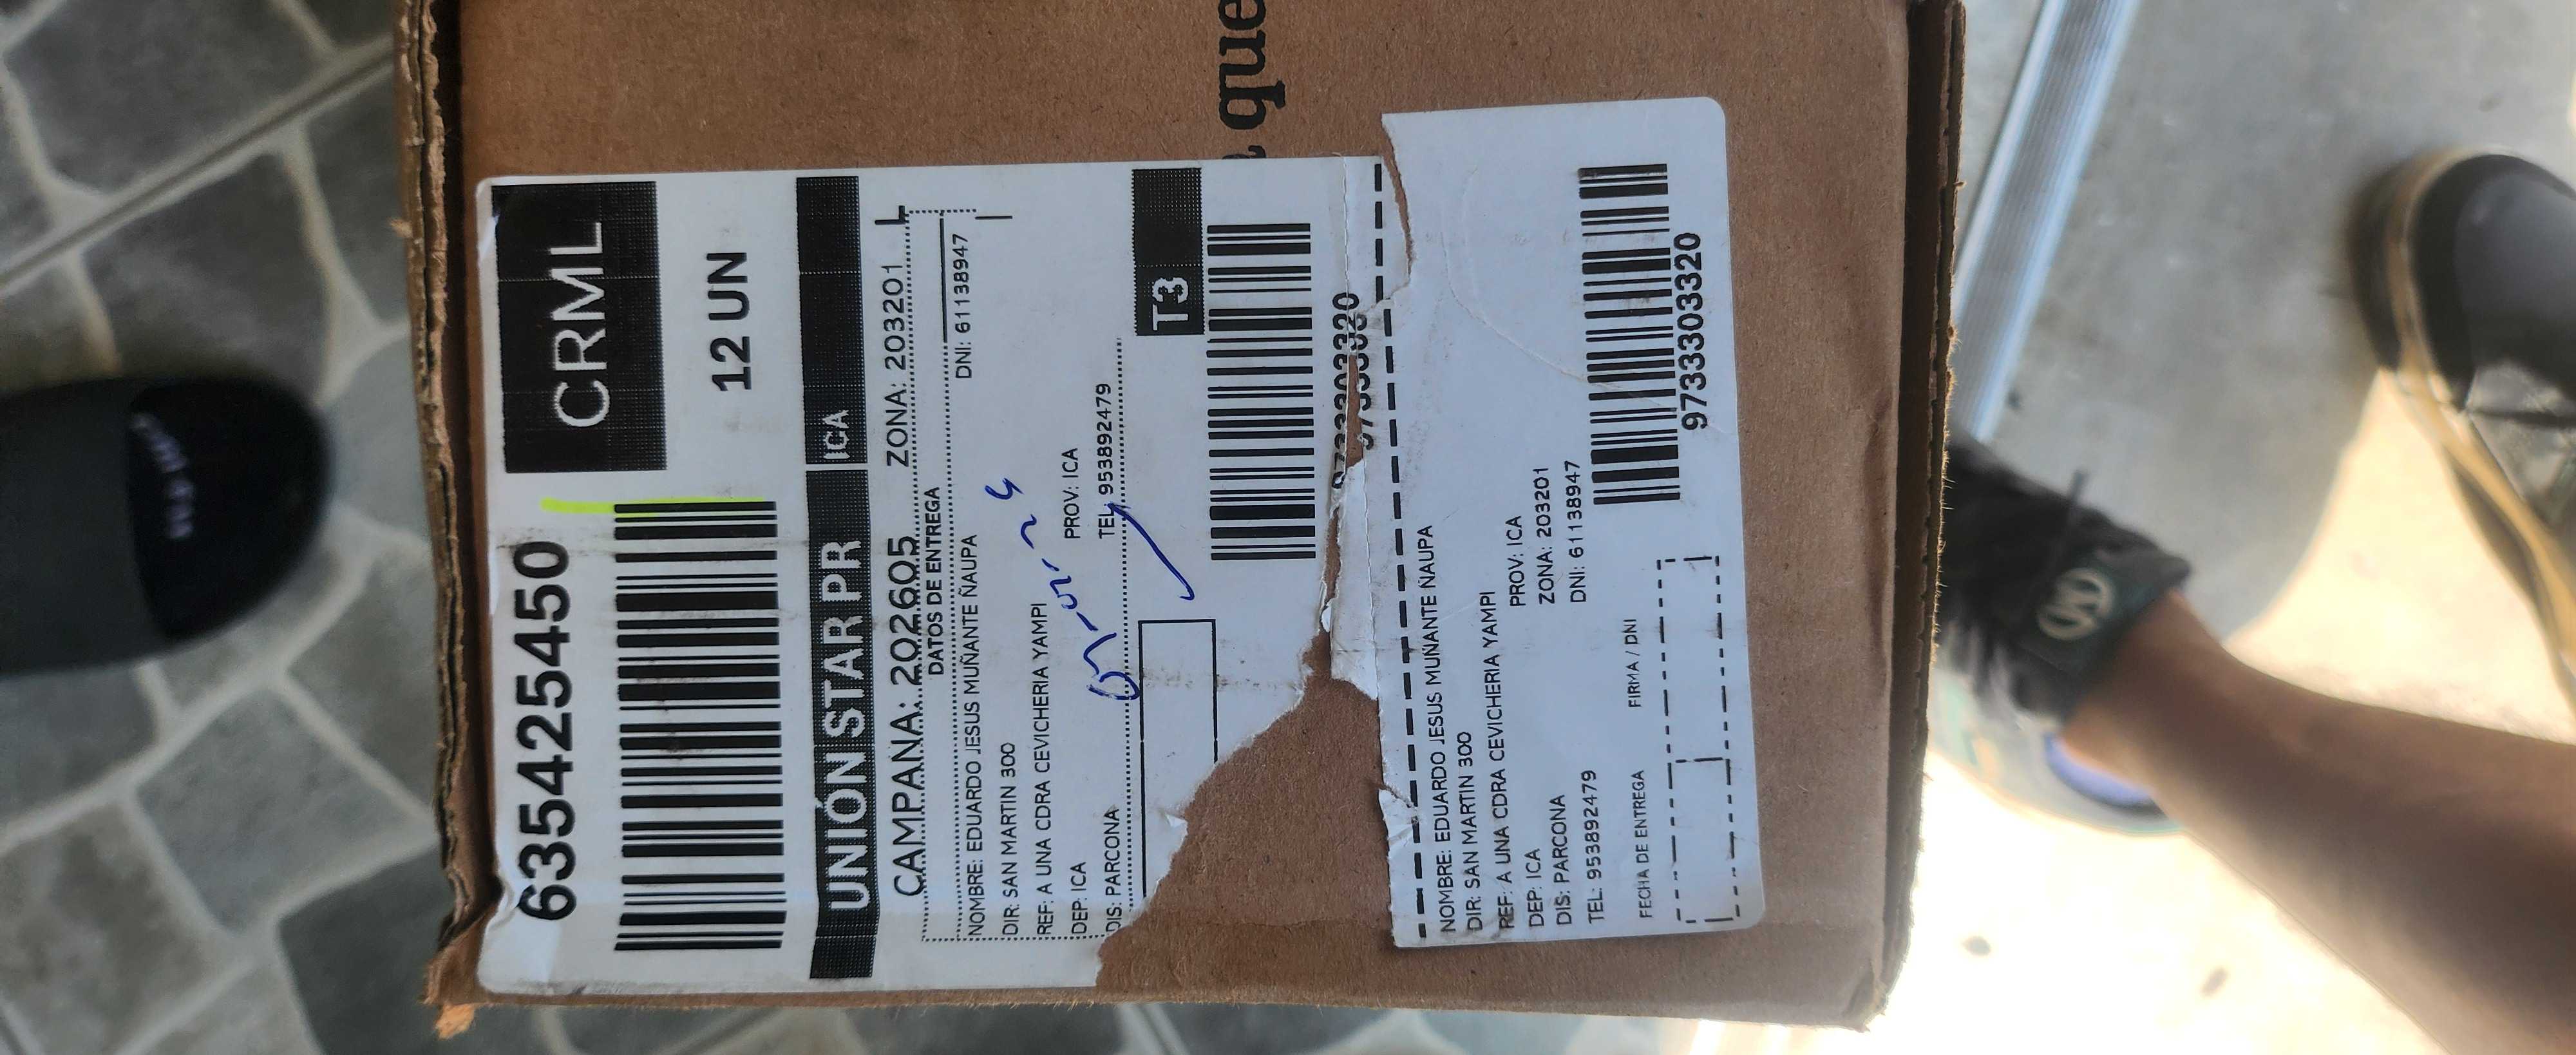 que
6354425450
CRML
12 UN
UNIÓN STAR PR ICA
CAMPAÑA: 202605 ZONA: 203201 L
DATOS DE ENTREGA
NOMBRE: EDUARDO JESUS MUÑANTE ÑAUPA DNI: 61138947
DIR: SAN MARTIN 300
REF: A UNA CDRA CEVICHERIA YAMPI
DEP: ICA PROV: ICA
DIS: PARCONA TEL: 953892479
T3
NOMBRE: EDUARDO JESUS MUÑANTE ÑAUPA
DIR: SAN MARTIN 300
REF: A UNA CDRA CEVICHERIA YAMPI
DEP: ICA PROV: ICA
DIS: PARCONA ZONA: 203201
TEL: 953892479 DNI: 61138947
9733303320
FECHA DE ENTREGA FIRMA / DNI